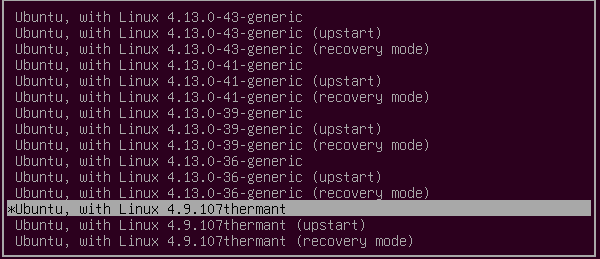 Ubuntu, with Linux 4.13.0-43-generic
Ubuntu, with Linux 4.13.0-43-generic (upstart)
Ubuntu, with Linux 4.13.0-43-generic (recovery mode)
Ubuntu, with Linux 4.13.0-41-generic
Ubuntu, with Linux 4.13.0-41-generic (upstart)
Ubuntu, with Linux 4.13.0-41-generic (recovery mode)
Ubuntu, with Linux 4.13.0-39-generic
Ubuntu, with Linux 4.13.0-39-generic (upstart)
Ubuntu, with Linux 4.13.0-39-generic (recovery mode)
Ubuntu, with Linux 4.13.0-36-generic
Ubuntu, with Linux 4.13.0-36-generic (upstart)
Ubuntu, with Linux 4.13.0-36-generic (recovery mode)
*Ubuntu, with Linux 4.9.107thermant
Ubuntu, with Linux 4.9.107thermant (upstart)
Ubuntu, with Linux 4.9.107thermant (recovery mode)